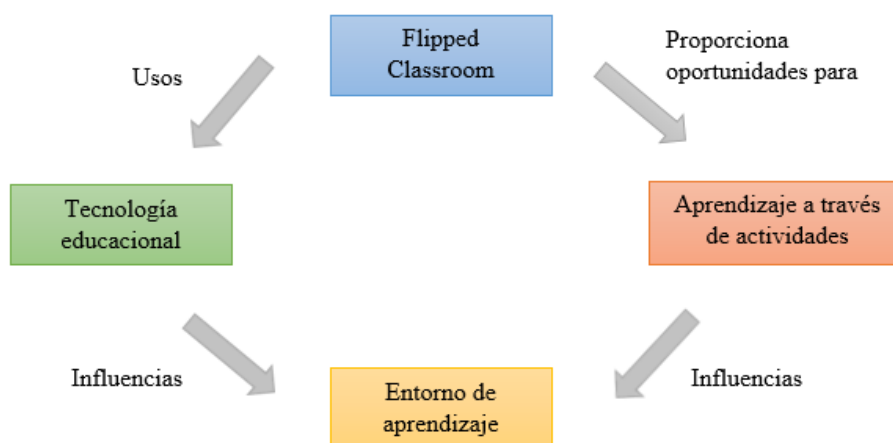 Flipped
Classroom
Usos
Proporciona
oportunidades para
Tecnología
educacional
Aprendizaje a través
de actividades
Influencias
Influencias
Entorno de
aprendizaje